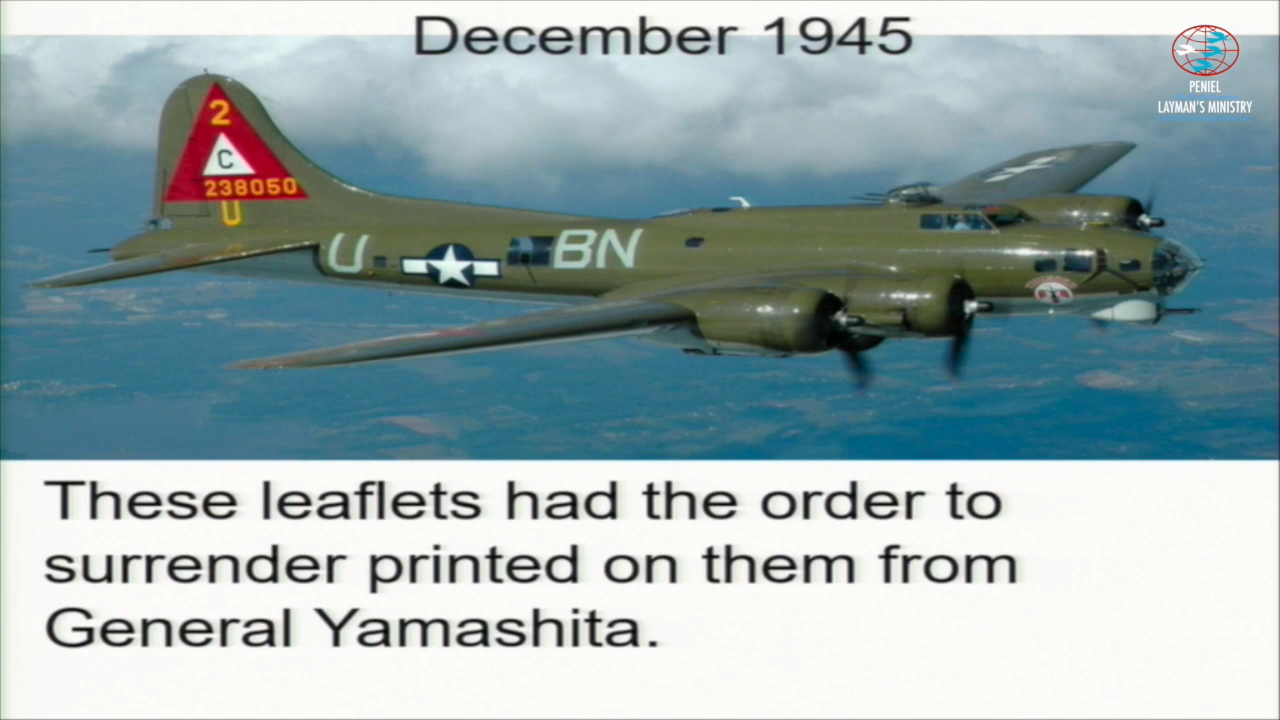 December 1945
PENIEL
LAYMAN'S MINISTRY
2
C
238050
U
U
BN
These leaflets had the order to
surrender printed on them from
General Yamashita.